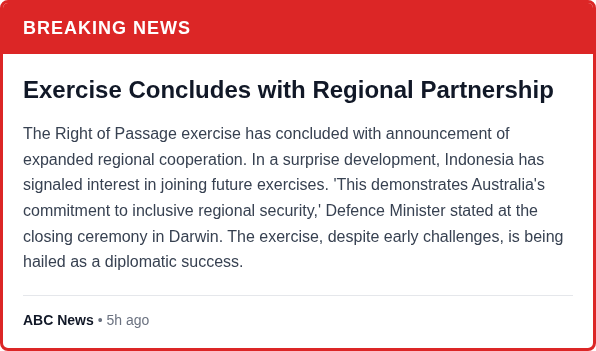 BREAKING NEWS
Exercise Concludes with Regional Partnership
The Right of Passage exercise has concluded with announcement of
expanded regional cooperation. In a surprise development, Indonesia has
signaled interest in joining future exercises. 'This demonstrates Australia's
commitment to inclusive regional security,' Defence Minister stated at the
closing ceremony in Darwin. The exercise, despite early challenges, is being
hailed as a diplomatic success.
ABC News • 5h ago